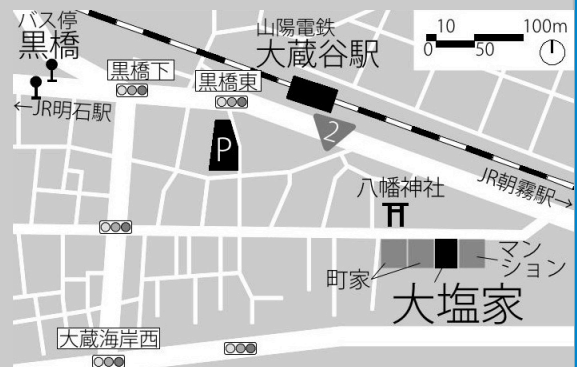 バス停
黒橋
山陽電鉄
大蔵谷駅
10 100m
0 50
黒橋下
黒橋東
←JR明石駅
P
2
JR朝霧駅→
八幡神社
町家
マン
ション
大塩家
大蔵海岸西